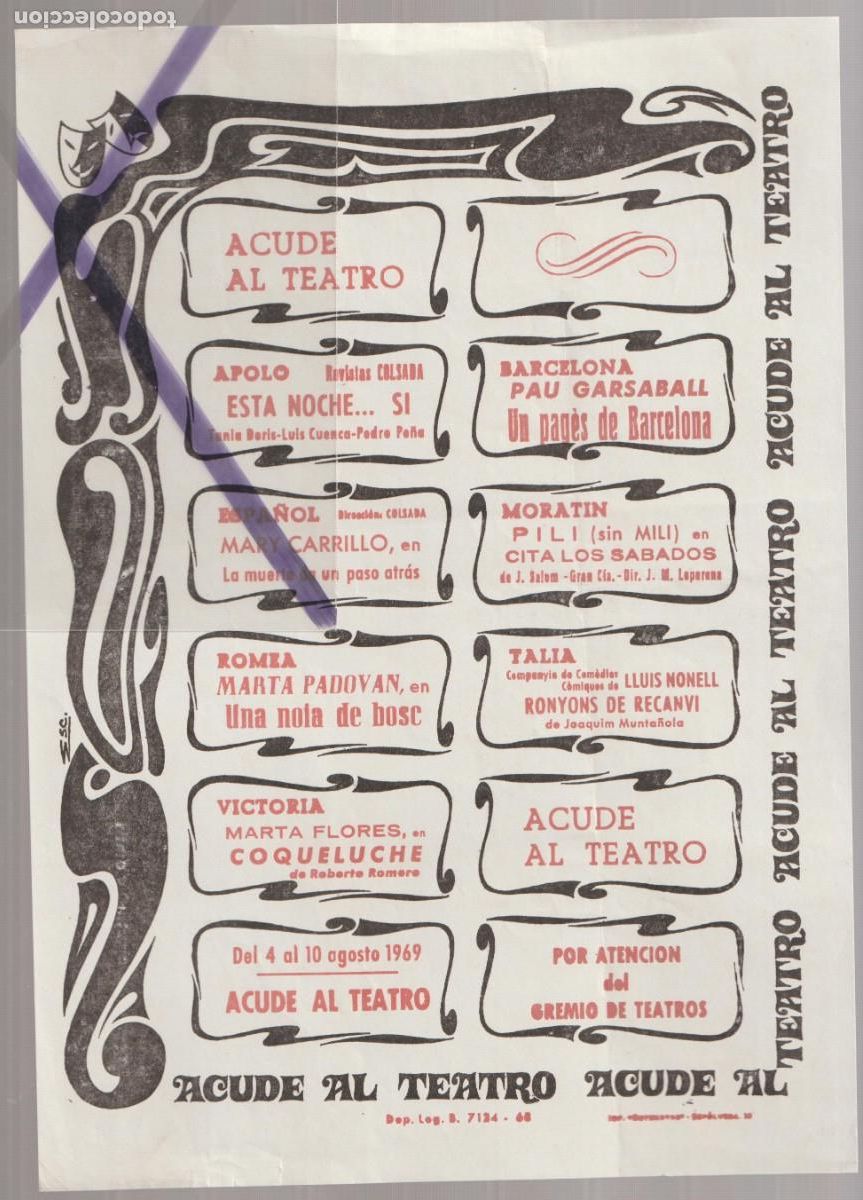 todocoleccion
ACUDE
AL TEATRO
APOLO Revistas COLSADA
ESTA NOCHE... SI
Tania Doris-Luis Cuenca-Pedro Peña
BARCELONA
PAU GARSABALL
Un pagès de Barcelona
ESPAÑOL Dirección: COLSADA
MARY CARRILLO, en
La muerte da un paso atrás
MORATIN
PILI (sin MILI) en
CITA LOS SABADOS
de J. Salom - Gran Cía. - Dir. J. M. Loperena
ROMEA
MARTA PADOVAN, en
Una noia de bosc
TALIA
Companyia de Comèdies
Còmiques de LLUIS NONELL
RONYONS DE RECANVI
de Joaquim Muntañola
VICTORIA
MARTA FLORES, en
COQUELUCHE
de Roberto Romero
ACUDE
AL TEATRO
Del 4 al 10 agosto 1969
ACUDE AL TEATRO
POR ATENCION
del
GREMIO DE TEATROS
Esc.
ACUDE AL TEATRO ACUDE AL TEATRO ACUDE AL TEATRO
ACUDE AL TEATRO ACUDE AL
Dep. Leg. B. 7124 - 68